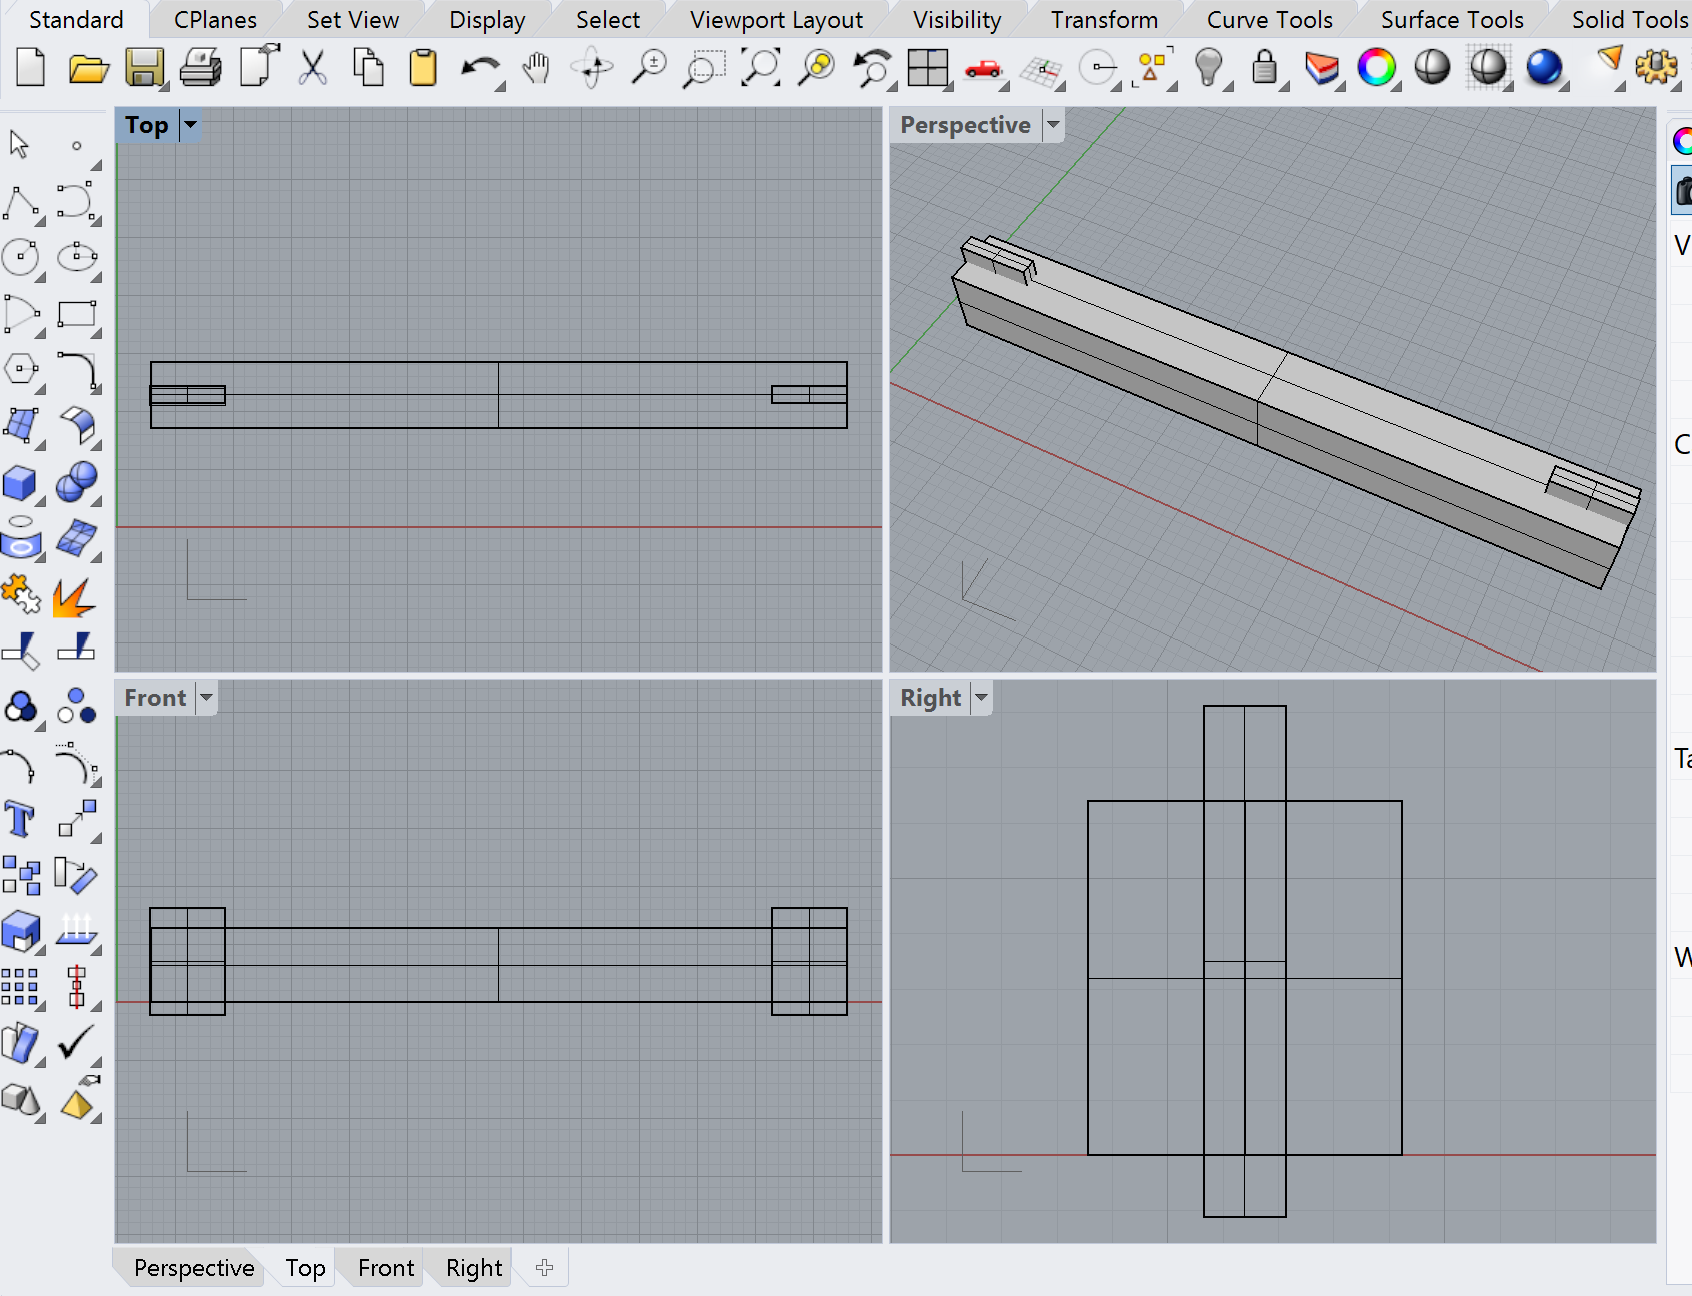 Standard CPlanes Set View Display Select Viewport Layout Visibility Transform Curve Tools Surface Tools Solid Tools
Top Perspective
V
C
Front Right
Ta
W
Perspective Top Front Right